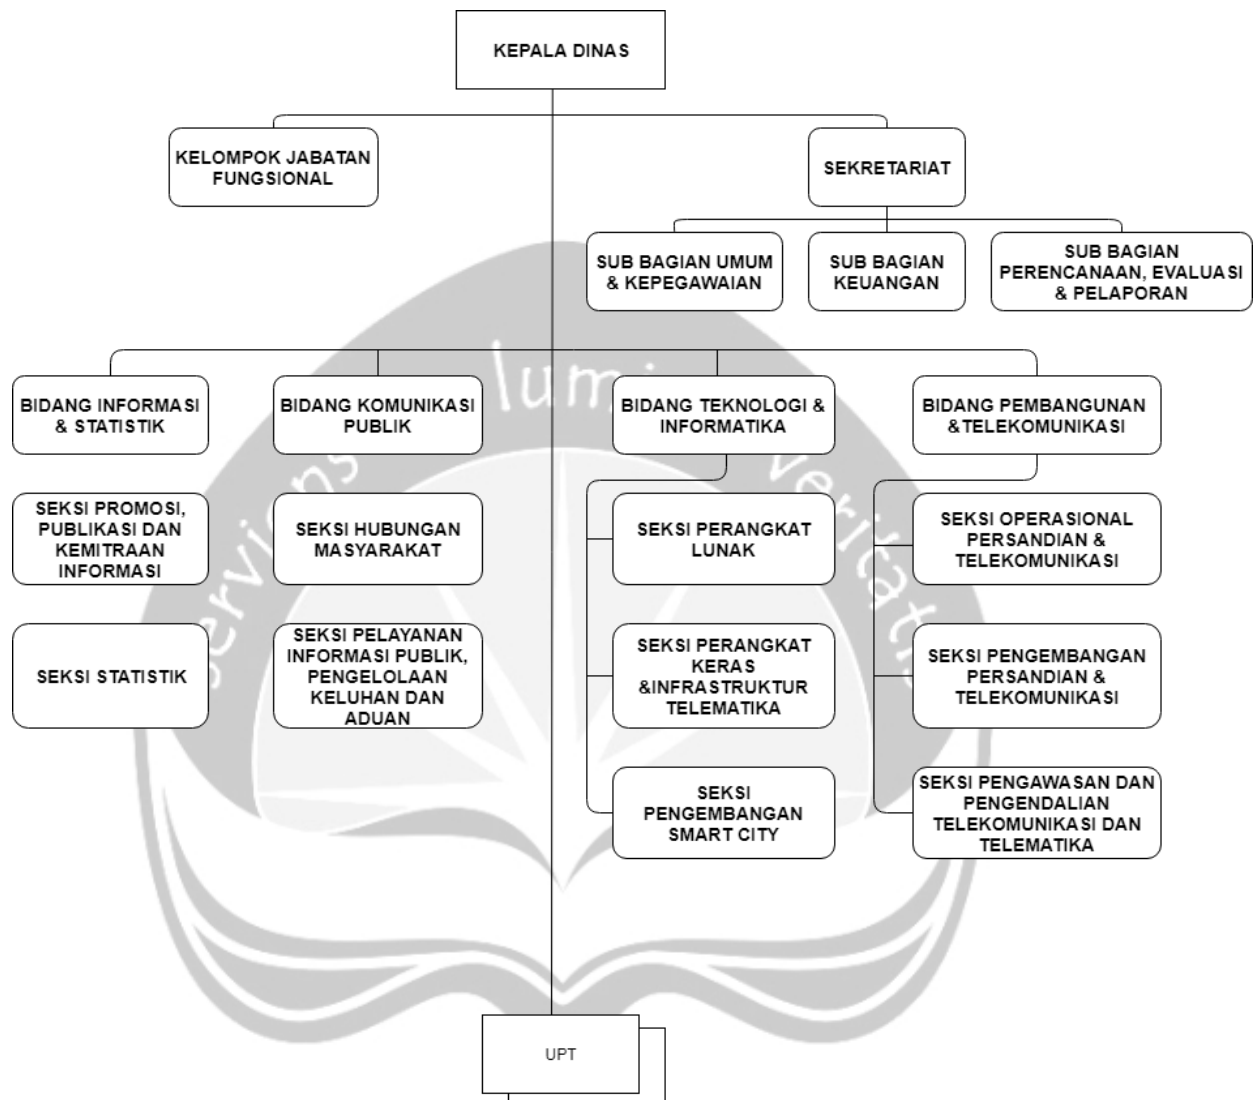 KEPALA DINAS
KELOMPOK JABATAN
FUNGSIONAL
SEKRETARIAT
SUB BAGIAN UMUM
& KEPEGAWAIAN
SUB BAGIAN
KEUANGAN
SUB BAGIAN
PERENCANAAN, EVALUASI
& PELAPORAN
BIDANG INFORMASI
& STATISTIK
BIDANG KOMUNIKASI
PUBLIK
BIDANG TEKNOLOGI &
INFORMATIKA
BIDANG PEMBANGUNAN
&TELEKOMUNIKASI
SEKSI PROMOSI,
PUBLIKASI DAN
KEMITRAAN
INFORMASI
SEKSI HUBUNGAN
MASYARAKAT
SEKSI PERANGKAT
LUNAK
SEKSI OPERASIONAL
PERSANDIAN &
TELEKOMUNIKASI
SEKSI STATISTIK
SEKSI PELAYANAN
INFORMASI PUBLIK,
PENGELOLAAN
KELUHAN DAN
ADUAN
SEKSI PERANGKAT
KERAS
&INFRASTRUKTUR
TELEMATIKA
SEKSI PENGEMBANGAN
PERSANDIAN &
TELEKOMUNIKASI
SEKSI
PENGEMBANGAN
SMART CITY
SEKSI PENGAWASAN DAN
PENGENDALIAN
TELEKOMUNIKASI DAN
TELEMATIKA
UPT
veritatis